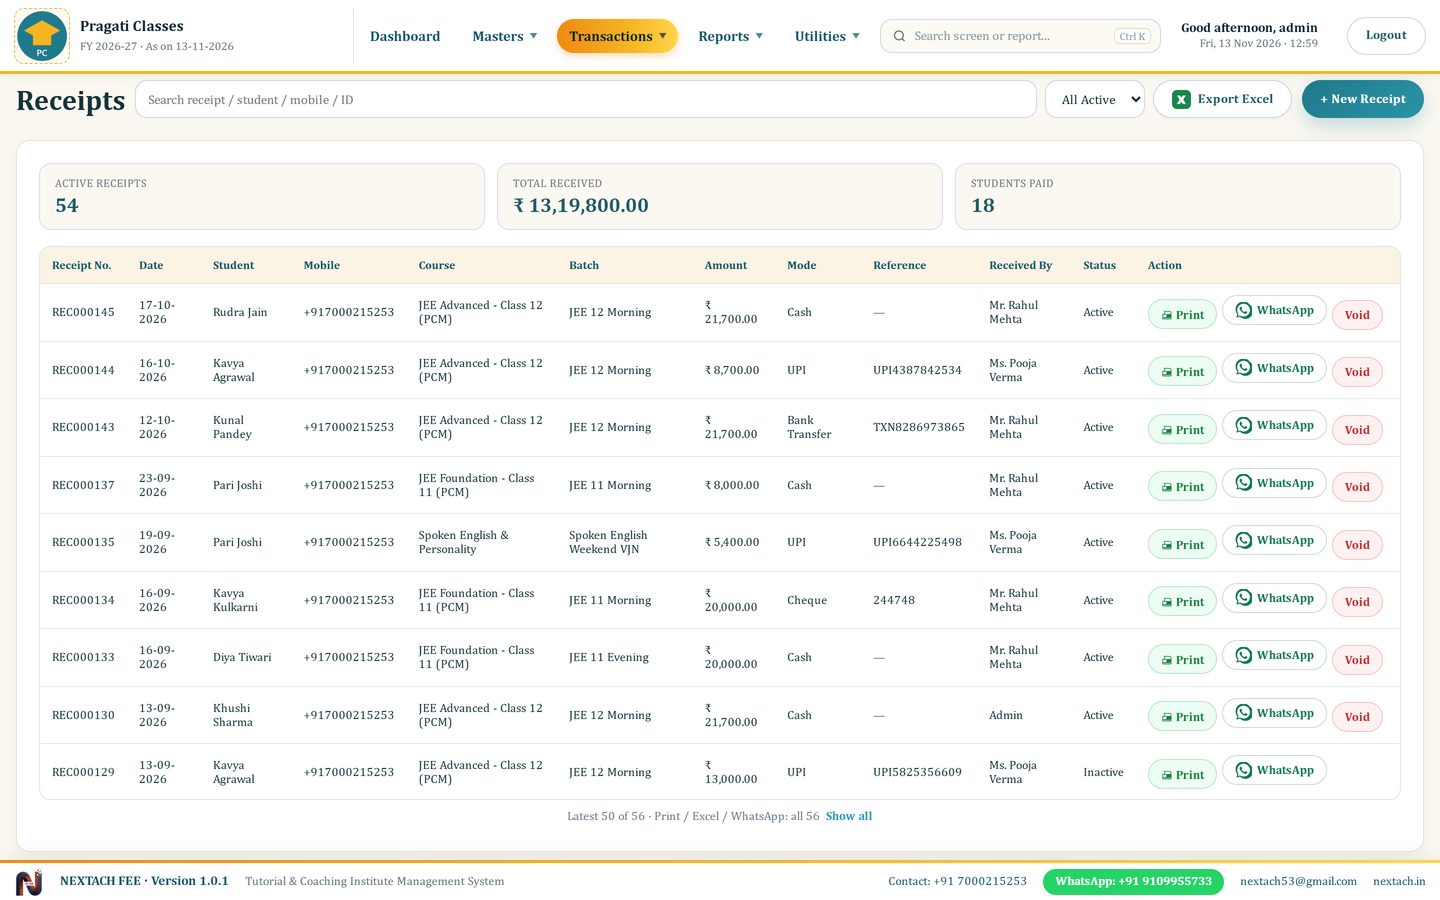 PC
Pragati Classes
FY 2026-27 · As on 13-11-2026
Dashboard
Masters ▼
Transactions ▼
Reports ▼
Utilities ▼
Search screen or report...
Ctrl K
Good afternoon, admin
Fri, 13 Nov 2026 · 12:59
Logout
Receipts
Search receipt / student / mobile / ID
All Active
X Export Excel
+ New Receipt
ACTIVE RECEIPTS
54
TOTAL RECEIVED
₹ 13,19,800.00
STUDENTS PAID
18
Receipt No. Date Student Mobile Course Batch Amount Mode Reference Received By Status Action
REC000145 17-10-2026 Rudra Jain +917000215253 JEE Advanced - Class 12 (PCM) JEE 12 Morning ₹ 21,700.00 Cash — Mr. Rahul Mehta Active Print WhatsApp Void
REC000144 16-10-2026 Kavya Agrawal +917000215253 JEE Advanced - Class 12 (PCM) JEE 12 Morning ₹ 8,700.00 UPI UPI4387842534 Ms. Pooja Verma Active Print WhatsApp Void
REC000143 12-10-2026 Kunal Pandey +917000215253 JEE Advanced - Class 12 (PCM) JEE 12 Morning ₹ 21,700.00 Bank Transfer TXN8286973865 Mr. Rahul Mehta Active Print WhatsApp Void
REC000137 23-09-2026 Pari Joshi +917000215253 JEE Foundation - Class 11 (PCM) JEE 11 Morning ₹ 8,000.00 Cash — Mr. Rahul Mehta Active Print WhatsApp Void
REC000135 19-09-2026 Pari Joshi +917000215253 Spoken English & Personality Spoken English Weekend VJN ₹ 5,400.00 UPI UPI6644225498 Ms. Pooja Verma Active Print WhatsApp Void
REC000134 16-09-2026 Kavya Kulkarni +917000215253 JEE Foundation - Class 11 (PCM) JEE 11 Morning ₹ 20,000.00 Cheque 244748 Mr. Rahul Mehta Active Print WhatsApp Void
REC000133 16-09-2026 Diya Tiwari +917000215253 JEE Foundation - Class 11 (PCM) JEE 11 Evening ₹ 20,000.00 Cash — Mr. Rahul Mehta Active Print WhatsApp Void
REC000130 13-09-2026 Khushi Sharma +917000215253 JEE Advanced - Class 12 (PCM) JEE 12 Morning ₹ 21,700.00 Cash — Admin Active Print WhatsApp Void
REC000129 13-09-2026 Kavya Agrawal +917000215253 JEE Advanced - Class 12 (PCM) JEE 12 Morning ₹ 13,000.00 UPI UPI5825356609 Ms. Pooja Verma Inactive Print WhatsApp
Latest 50 of 56 · Print / Excel / WhatsApp: all 56 Show all
N NEXTACH FEE · Version 1.0.1 Tutorial & Coaching Institute Management System
Contact: +91 7000215253
WhatsApp: +91 9109955733
nextach53@gmail.com
nextach.in